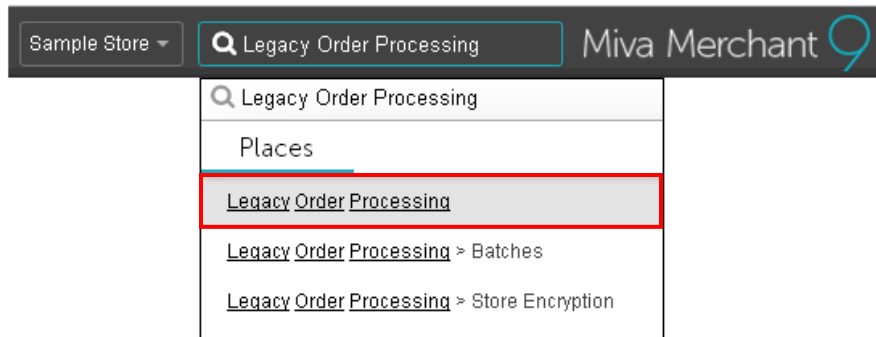 Sample Store Legacy Order Processing Miva Merchant 9
Legacy Order Processing
Places
Legacy Order Processing
Legacy Order Processing > Batches
Legacy Order Processing > Store Encryption